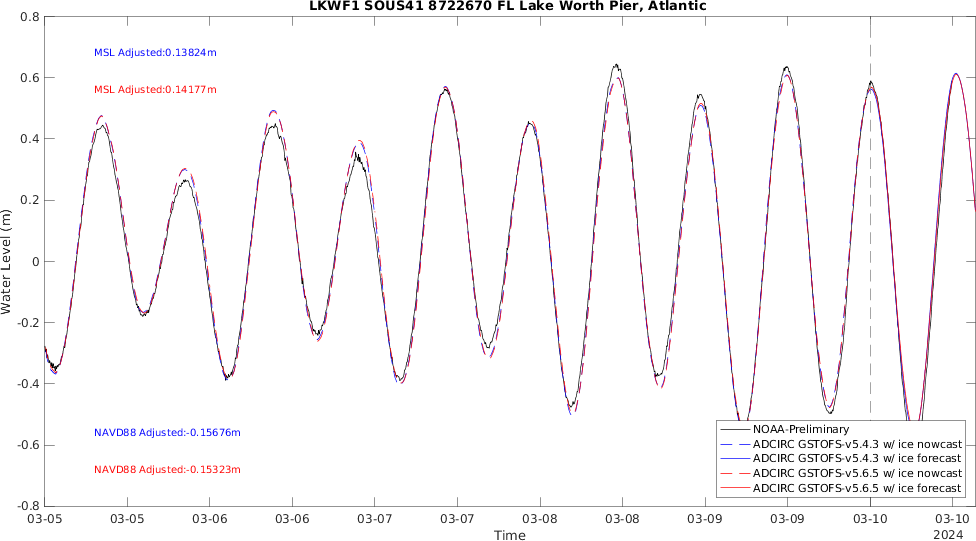 LKWF1 SOUS41 8722670 FL Lake Worth Pier, Atlantic
0.8
0.6
0.4
0.2
0
-0.2
-0.4
-0.6
-0.8
Water Level (m)
MSL Adjusted:0.13824m
MSL Adjusted:0.14177m
NAVD88 Adjusted:-0.15676m
NAVD88 Adjusted:-0.15323m
NOAA-Preliminary
ADCIRC GSTOFS-v5.4.3 w/ ice nowcast
ADCIRC GSTOFS-v5.4.3 w/ ice forecast
ADCIRC GSTOFS-v5.6.5 w/ ice nowcast
ADCIRC GSTOFS-v5.6.5 w/ ice forecast
03-05 03-05 03-06 03-06 03-07 03-07 03-08 03-08 03-09 03-09 03-10 03-10
Time
2024